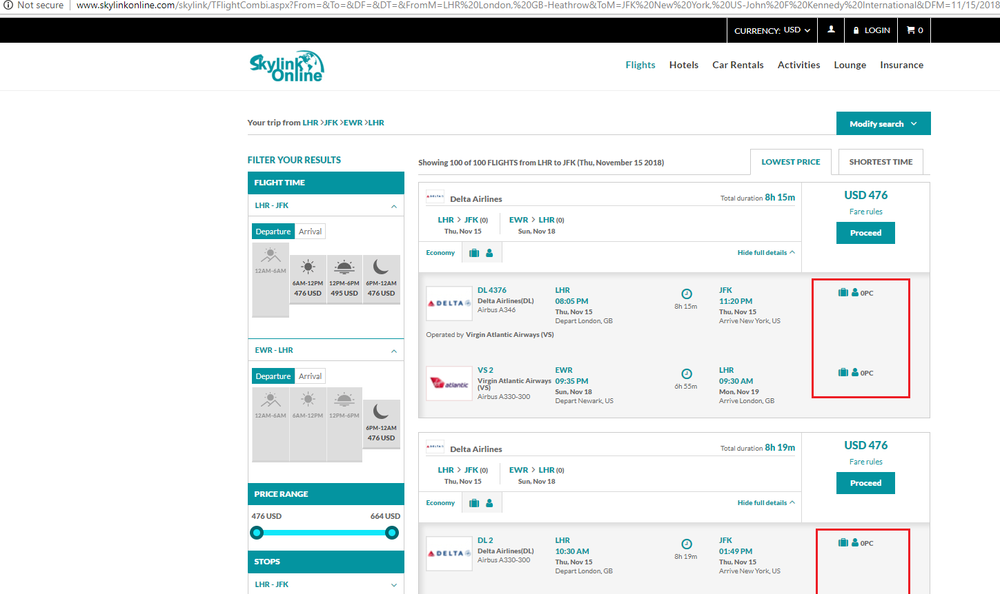 Not secure | www.skylinkonline.com/skylink/TFlightCombi.aspx?From=&To=&DF=&DT=&FromM=LHR%20London,%20GB-Heathrow&ToM=JFK%20New%20York,%20US-John%20F%20Kennedy%20International&DFM=11/15/2018
CURRENCY: USD
LOGIN
0
Skylink
Online
Flights Hotels Car Rentals Activities Lounge Insurance
Your trip from LHR >JFK >EWR >LHR
Modify search
FILTER YOUR RESULTS
FLIGHT TIME
LHR - JFK
Departure Arrival
12AM-6AM
6AM-12PM 12PM-6PM 6PM-12AM
476 USD 495 USD 476 USD
EWR - LHR
Departure Arrival
12AM-6AM 6AM-12PM 12PM-6PM
6PM-12AM
476 USD
PRICE RANGE
476 USD 664 USD
STOPS
LHR - JFK
Showing 100 of 100 FLIGHTS from LHR to JFK (Thu, November 15 2018)
LOWEST PRICE SHORTEST TIME
DELTA
Delta Airlines
Total duration 8h 15m
LHR > JFK (0) EWR > LHR (0)
Thu, Nov 15 Sun, Nov 18
Economy
Hide full details
USD 476
Fare rules
Proceed
DELTA
DL 4376
Delta Airlines(DL)
Airbus A346
LHR
08:05 PM
Thu, Nov 15
Depart London, GB
8h 15m
JFK
11:20 PM
Thu, Nov 15
Arrive New York, US
0PC
Operated by Virgin Atlantic Airways (VS)
atlantic
VS 2
Virgin Atlantic Airways
(VS)
Airbus A330-300
EWR
09:35 PM
Sun, Nov 18
Depart Newark, US
6h 55m
LHR
09:30 AM
Mon, Nov 19
Arrive London, GB
0PC
DELTA
Delta Airlines
Total duration 8h 19m
LHR > JFK (0) EWR > LHR (0)
Thu, Nov 15 Sun, Nov 18
Economy
Hide full details
USD 476
Fare rules
Proceed
DELTA
DL 2
Delta Airlines(DL)
Airbus A330-300
LHR
10:30 AM
Thu, Nov 15
Depart London, GB
8h 19m
JFK
01:49 PM
Thu, Nov 15
Arrive New York, US
0PC